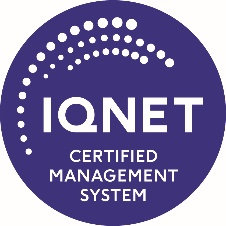 IQNET
CERTIFIED
MANAGEMENT
SYSTEM